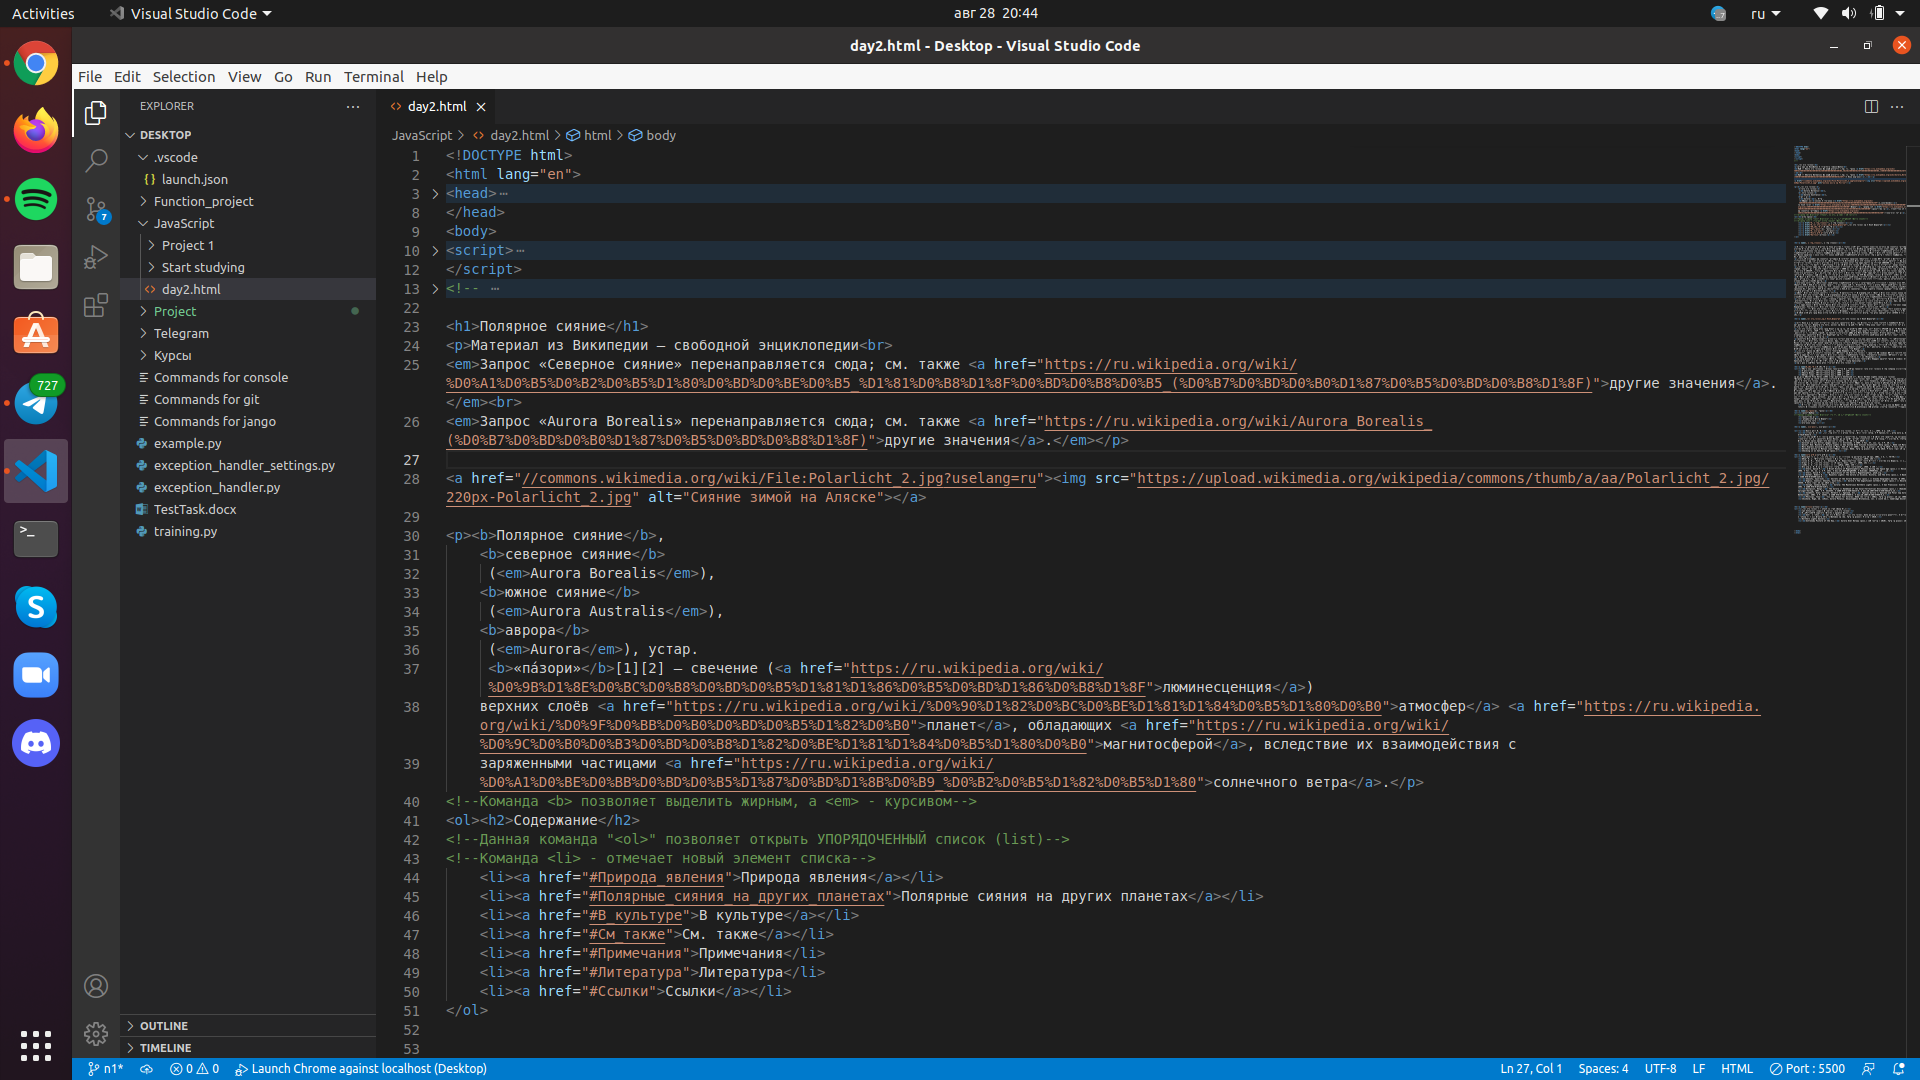 Activities
Visual Studio Code
авг 28 20:44
ru
day2.html - Desktop - Visual Studio Code
File Edit Selection View Go Run Terminal Help
EXPLORER
DESKTOP
.vscode
{} launch.json
Function_project
JavaScript
Project 1
Start studying
<> day2.html
Project
Telegram
Курсы
Commands for console
Commands for git
Commands for jango
example.py
exception_handler_settings.py
exception_handler.py
TestTask.docx
training.py
OUTLINE
TIMELINE
7
727
>_
S
A
<> day2.html
JavaScript > <> day2.html > html > body
1 <!DOCTYPE html>
2 <html lang="en">
3 <head>…
8 </head>
9 <body>
10 <script>…
12 </script>
13 <!-- …
22
23 <h1>Полярное сияние</h1>
24 <p>Материал из Википедии — свободной энциклопедии<br>
25 <em>Запрос «Северное сияние» перенаправляется сюда; см. также <a href="https://ru.wikipedia.org/wiki/
%D0%A1%D0%B5%D0%B2%D0%B5%D1%80%D0%BD%D0%BE%D0%B5_%D1%81%D0%B8%D1%8F%D0%BD%D0%B8%D0%B5_(%D0%B7%D0%BD%D0%B0%D1%87%D0%B5%D0%BD%D0%B8%D1%8F)">другие значения</a>.
</em><br>
26 <em>Запрос «Aurora Borealis» перенаправляется сюда; см. также <a href="https://ru.wikipedia.org/wiki/Aurora_Borealis_
(%D0%B7%D0%BD%D0%B0%D1%87%D0%B5%D0%BD%D0%B8%D1%8F)">другие значения</a>.</em></p>
27
28 <a href="//commons.wikimedia.org/wiki/File:Polarlicht_2.jpg?uselang=ru"><img src="https://upload.wikimedia.org/wikipedia/commons/thumb/a/aa/Polarlicht_2.jpg/
220px-Polarlicht_2.jpg" alt="Сияние зимой на Аляске"></a>
29
30 <p><b>Полярное сияние</b>,
31 <b>северное сияние</b>
32 (<em>Aurora Borealis</em>),
33 <b>южное сияние</b>
34 (<em>Aurora Australis</em>),
35 <b>аврора</b>
36 (<em>Aurora</em>), устар.
37 <b>«па́зори»</b>[1][2] — свечение (<a href="https://ru.wikipedia.org/wiki/
%D0%9B%D1%8E%D0%BC%D0%B8%D0%BD%D0%B5%D1%81%D1%86%D0%B5%D0%BD%D1%86%D0%B8%D1%8F">люминесценция</a>)
38 верхних слоёв <a href="https://ru.wikipedia.org/wiki/%D0%90%D1%82%D0%BC%D0%BE%D1%81%D1%84%D0%B5%D1%80%D0%B0">атмосфер</a> <a href="https://ru.wikipedia.
org/wiki/%D0%9F%D0%BB%D0%B0%D0%BD%D0%B5%D1%82%D0%B0">планет</a>, обладающих <a href="https://ru.wikipedia.org/wiki/
%D0%9C%D0%B0%D0%B3%D0%BD%D0%B8%D1%82%D0%BE%D1%81%D1%84%D0%B5%D1%80%D0%B0">магнитосферой</a>, вследствие их взаимодействия с
39 заряженными частицами <a href="https://ru.wikipedia.org/wiki/
%D0%A1%D0%BE%D0%BB%D0%BD%D0%B5%D1%87%D0%BD%D1%8B%D0%B9_%D0%B2%D0%B5%D1%82%D0%B5%D1%80">солнечного ветра</a>.</p>
40 <!--Команда <b> позволяет выделить жирным, а <em> - курсивом-->
41 <ol><h2>Содержание</h2>
42 <!--Данная команда "<ol>" позволяет открыть УПОРЯДОЧЕННЫЙ список (list)-->
43 <!--Команда <li> - отмечает новый элемент списка-->
44 <li><a href="#Природа_явления">Природа явления</a></li>
45 <li><a href="#Полярные_сияния_на_других_планетах">Полярные сияния на других планетах</a></li>
46 <li><a href="#В_культуре">В культуре</a></li>
47 <li><a href="#См_также">См. также</a></li>
48 <li><a href="#Примечания">Примечания</li>
49 <li><a href="#Литература">Литература</li>
50 <li><a href="#Ссылки">Ссылки</a></li>
51 </ol>
52
53
n1* 0 0 Launch Chrome against localhost (Desktop)
Ln 27, Col 1 Spaces: 4 UTF-8 LF HTML Port : 5500